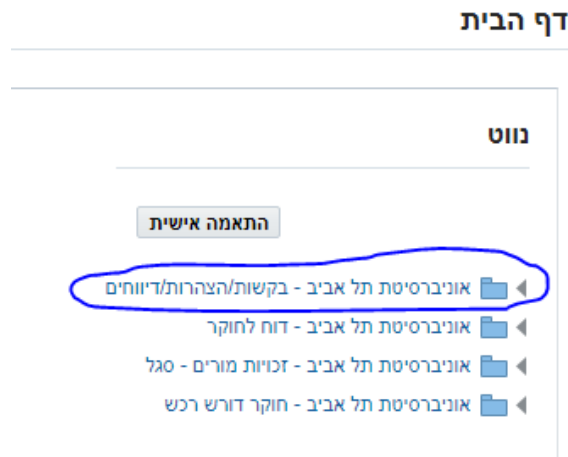 דף הבית
נווט
התאמה אישית
אוניברסיטת תל אביב - בקשות/הצהרות/דיווחים
אוניברסיטת תל אביב - דוח לחוקר
אוניברסיטת תל אביב - זכויות מורים - סגל
אוניברסיטת תל אביב - חוקר דורש רכש